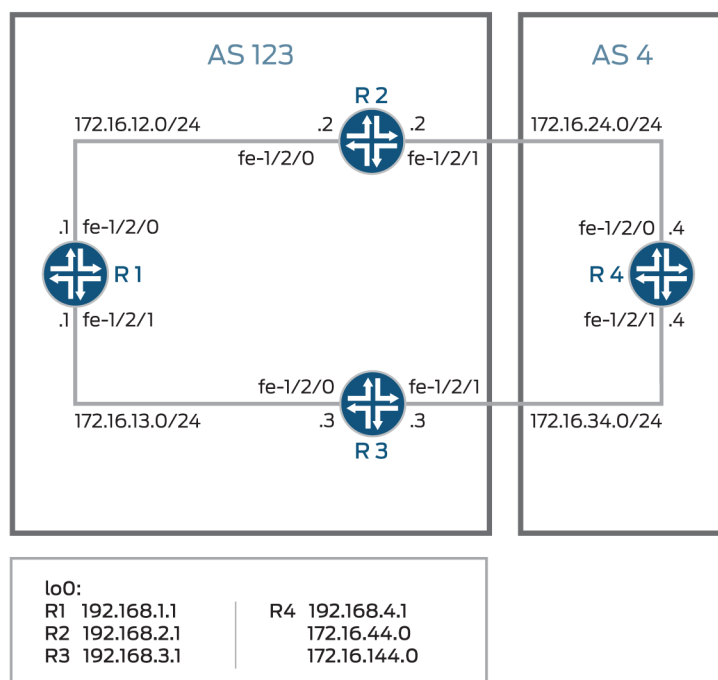 AS 123
AS 4
R 2
172.16.12.0/24
.2
.2
172.16.24.0/24
fe-1/2/0
fe-1/2/1
.1 fe-1/2/0
fe-1/2/0 .4
R 1
R 4
.1 fe-1/2/1
fe-1/2/1 .4
fe-1/2/0
fe-1/2/1
172.16.13.0/24
.3
.3
172.16.34.0/24
R 3
lo0:
R1 192.168.1.1
R4 192.168.4.1
R2 192.168.2.1
172.16.44.0
R3 192.168.3.1
172.16.144.0